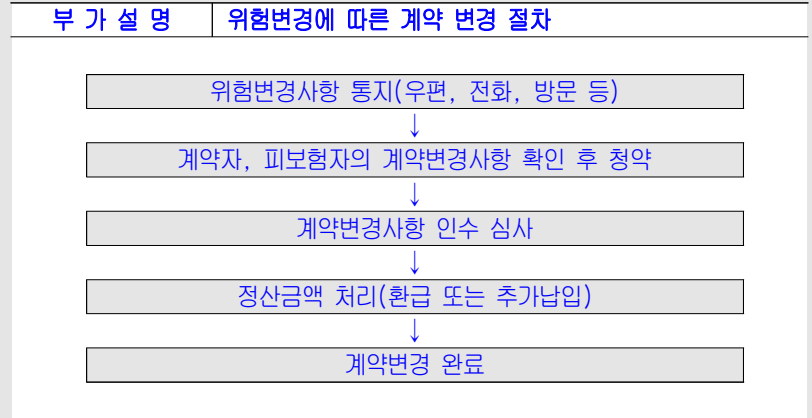 부 가 설 명 위험변경에 따른 계약 변경 절차
위험변경사항 통지(우편, 전화, 방문 등)
↓
계약자, 피보험자의 계약변경사항 확인 후 청약
↓
계약변경사항 인수 심사
↓
정산금액 처리(환급 또는 추가납입)
↓
계약변경 완료